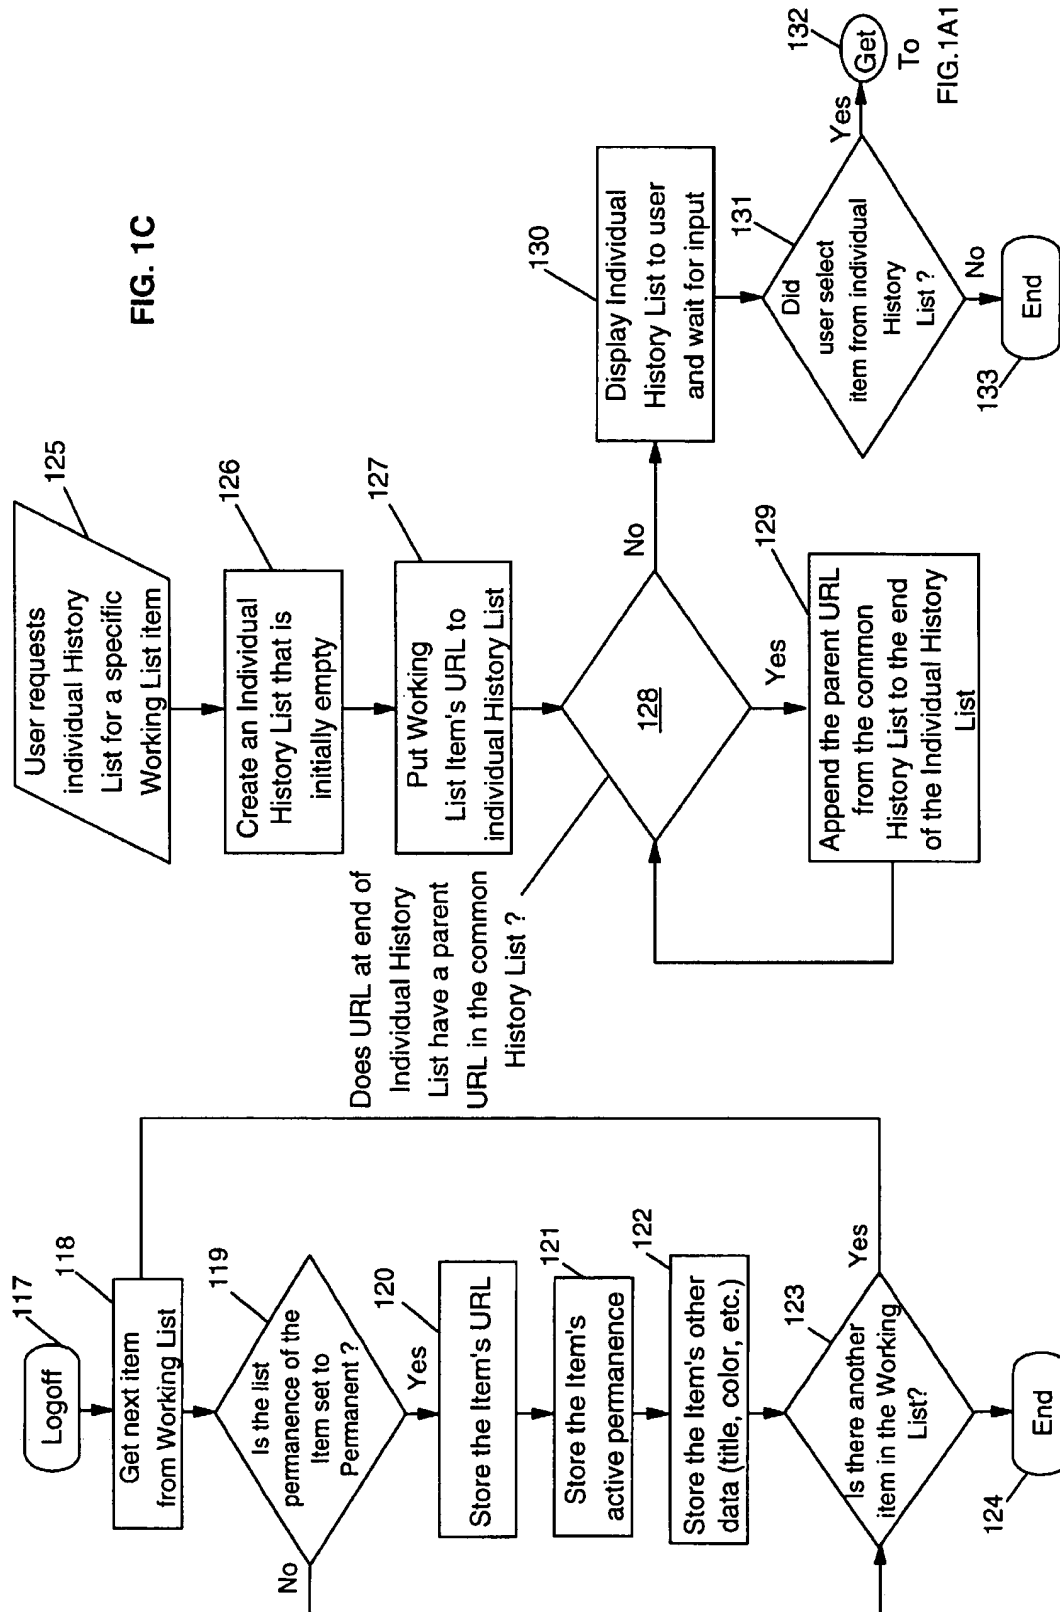 FIG. 1C
Logoff
117
Get next item
from Working List
118
Is the list
permanence of the
Item set to
Permanent ?
119
No
Yes
Store the Item's URL
120
Store the Item's
active permanence
121
Store the Item's other
data (title, color, etc.)
122
Is there another
item in the Working
List?
123
Yes
End
124
User requests
individual History
List for a specific
Working List item
125
Create an Individual
History List that is
initially empty
126
Put Working
List Item's URL to
individual History List
127
Does URL at end of
Individual History
List have a parent
URL in the common
History List ?
128
No
Yes
Append the parent URL
from the common
History List to the end
of the Individual History
List
129
Display Individual
History List to user
and wait for input
130
Did
user select
item from individual
History
List ?
131
Yes
No
Get
132
To
FIG.1A1
End
133